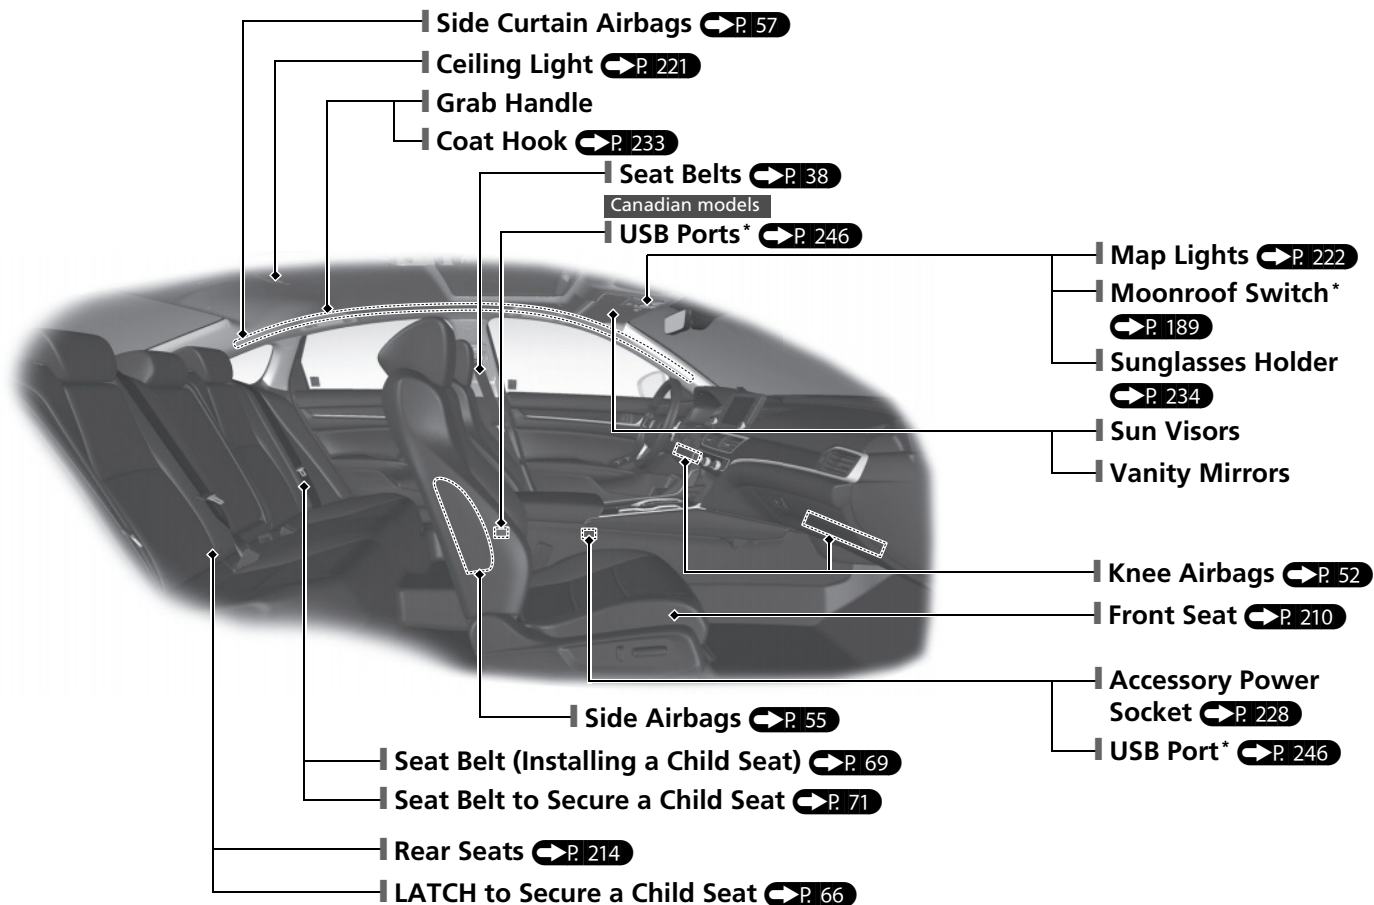 Side Curtain Airbags P. 57
Ceiling Light P. 221
Grab Handle
Coat Hook P. 233
Seat Belts P. 38
Canadian models
USB Ports* P. 246
Map Lights P. 222
Moonroof Switch*
P. 189
Sunglasses Holder
P. 234
Sun Visors
Vanity Mirrors
Knee Airbags P. 52
Front Seat P. 210
Accessory Power
Socket P. 228
USB Port* P. 246
Side Airbags P. 55
Seat Belt (Installing a Child Seat) P. 69
Seat Belt to Secure a Child Seat P. 71
Rear Seats P. 214
LATCH to Secure a Child Seat P. 66